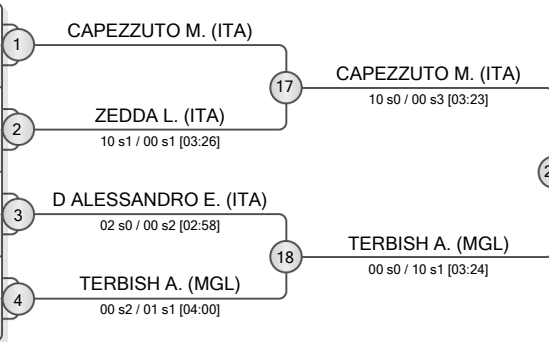 1
CAPEZZUTO M. (ITA)
17
CAPEZZUTO M. (ITA)
10 s0 / 00 s3 [03:23]
2
ZEDDA L. (ITA)
10 s1 / 00 s1 [03:26]
3
D ALESSANDRO E. (ITA)
02 s0 / 00 s2 [02:58]
18
TERBISH A. (MGL)
00 s0 / 10 s1 [03:24]
4
TERBISH A. (MGL)
00 s2 / 01 s1 [04:00]